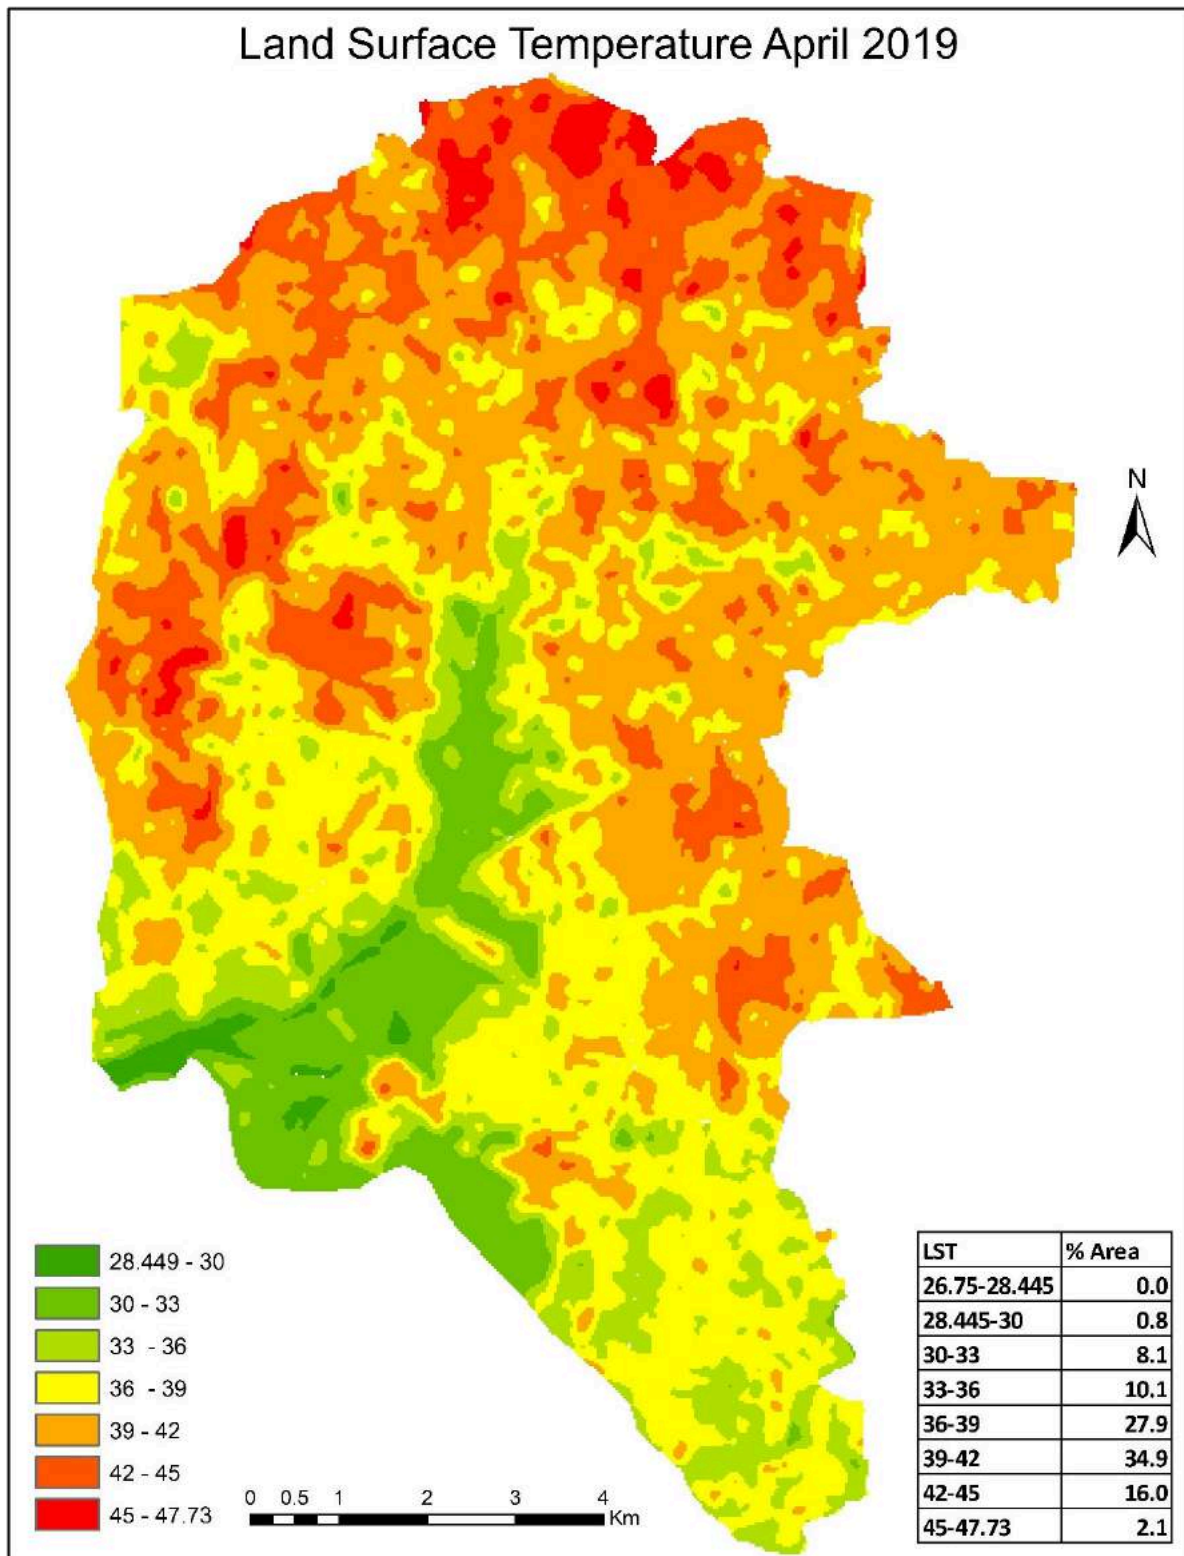 Land Surface Temperature April 2019
N
28.449 - 30
30 - 33
33 - 36
36 - 39
39 - 42
42 - 45
45 - 47.73
0 0.5 1 2 3 4
Km
LST % Area
26.75-28.445 0.0
28.445-30 0.8
30-33 8.1
33-36 10.1
36-39 27.9
39-42 34.9
42-45 16.0
45-47.73 2.1